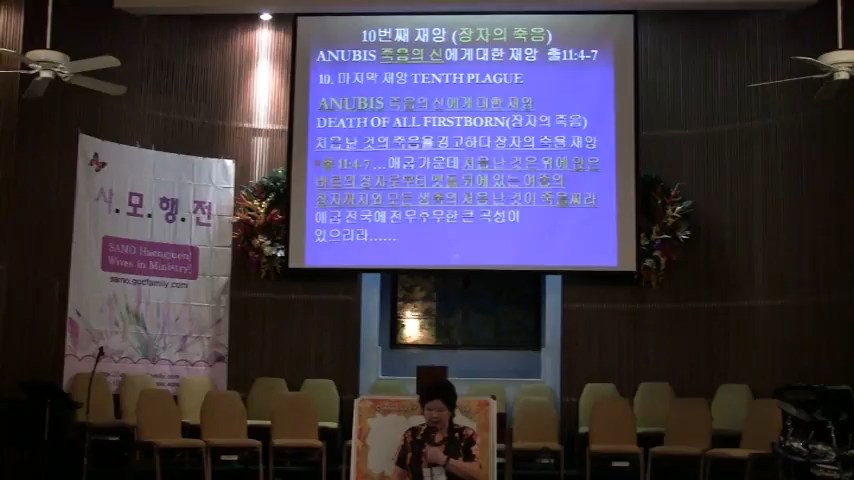 10번째 재앙 (장자의 죽음)
ANUBIS 죽음의 신에게대한 재앙 출11:4-7
10. 마지막 재앙 TENTH PLAGUE
ANUBIS 죽음의 신에게대한 재앙
DEATH OF ALL FIRSTBORN(장자의 죽음)
처음난 것의 죽음을 경고하다 장자의 죽음 재앙
*출 11:4-7…애굽 가운데 처음 난 것은 위에 앉은
바로의 장자로부터 맷돌 뒤에 있는 여종의
장자까지와 모든 생축의 처음 난 것이 죽을찌라
애굽 전국에 전무후무한 큰 곡성이
있으리라……
사.모.행.전
SAMO Haengjeon!
Wives in Ministry!
samo.godfamily.com